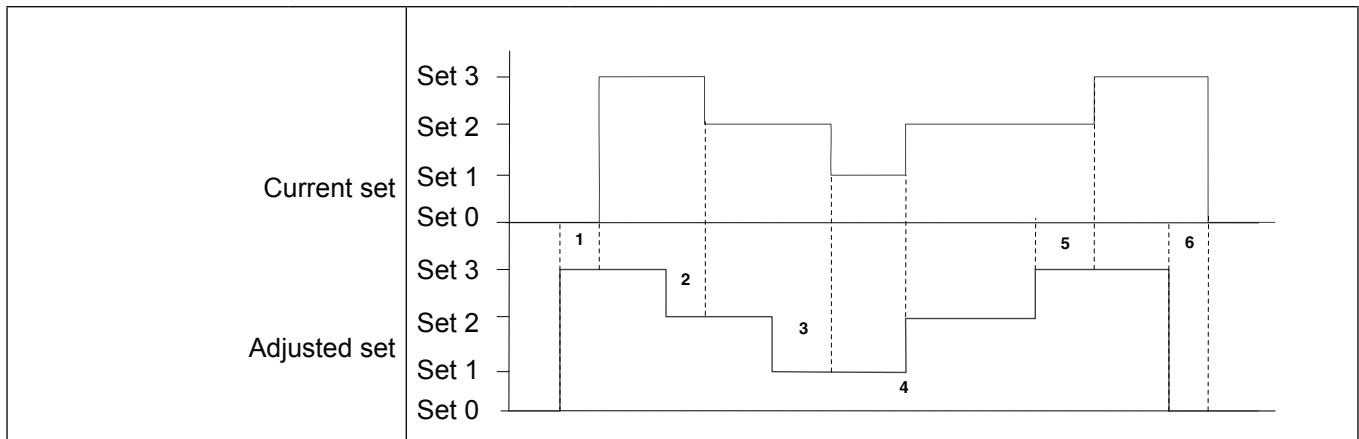 Current set
Set 3
Set 2
Set 1
Set 0
1
5
6
Adjusted set
Set 3
2
Set 2
3
Set 1
4
Set 0